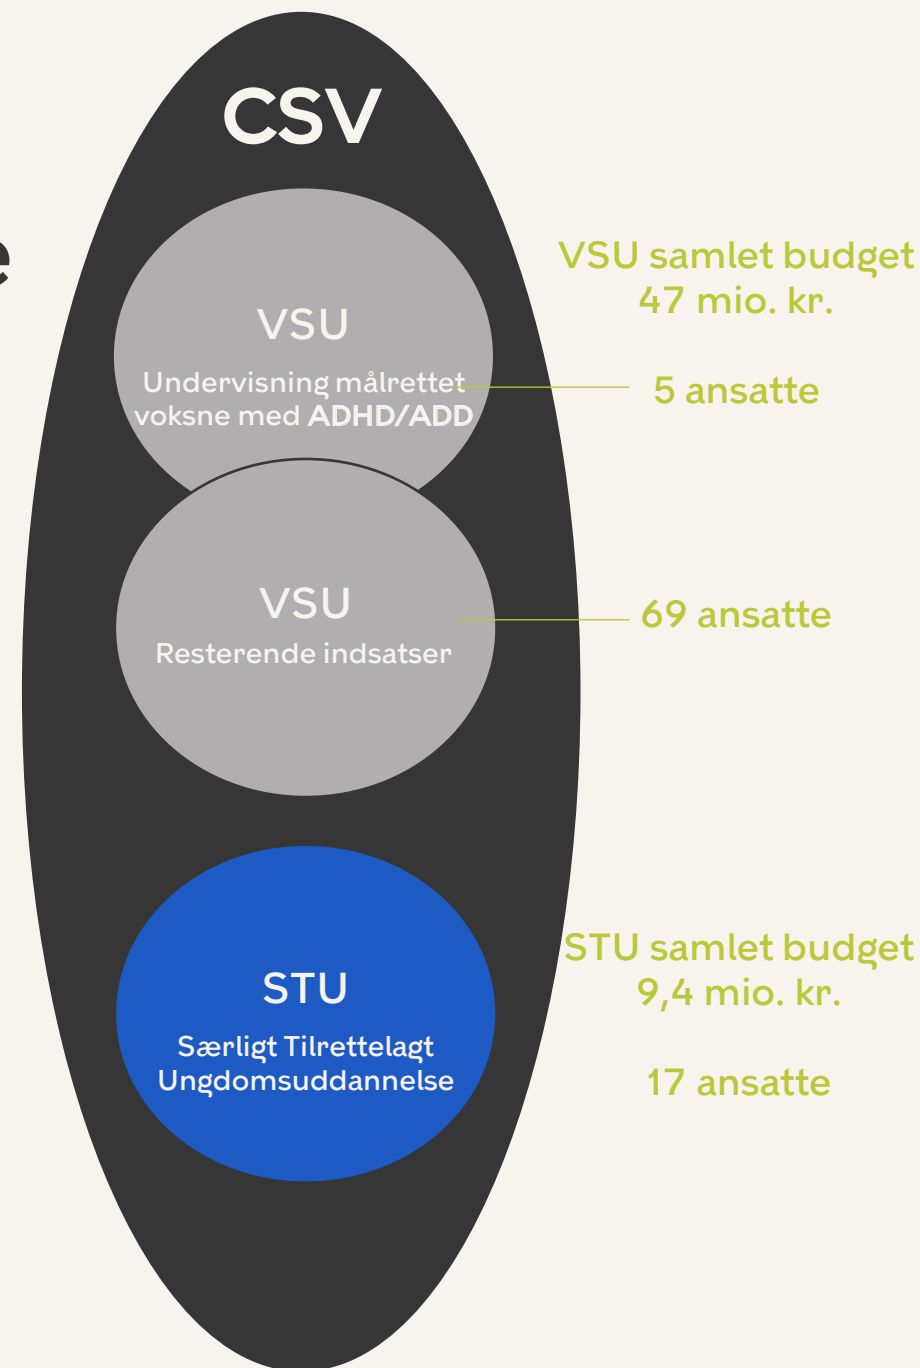 CSV
e
VSU
Undervisning målrettet
voksne med ADHD/ADD
VSU samlet budget
47 mio. kr.
5 ansatte
VSU
Resterende indsatser
69 ansatte
STU
Særligt Tilrettelagt
Ungdomsuddannelse
STU samlet budget
9,4 mio. kr.
17 ansatte